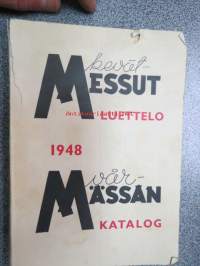 kevät-
MESSUT
LUETTELO
1948
vår-
MÄSSAN
KATALOG